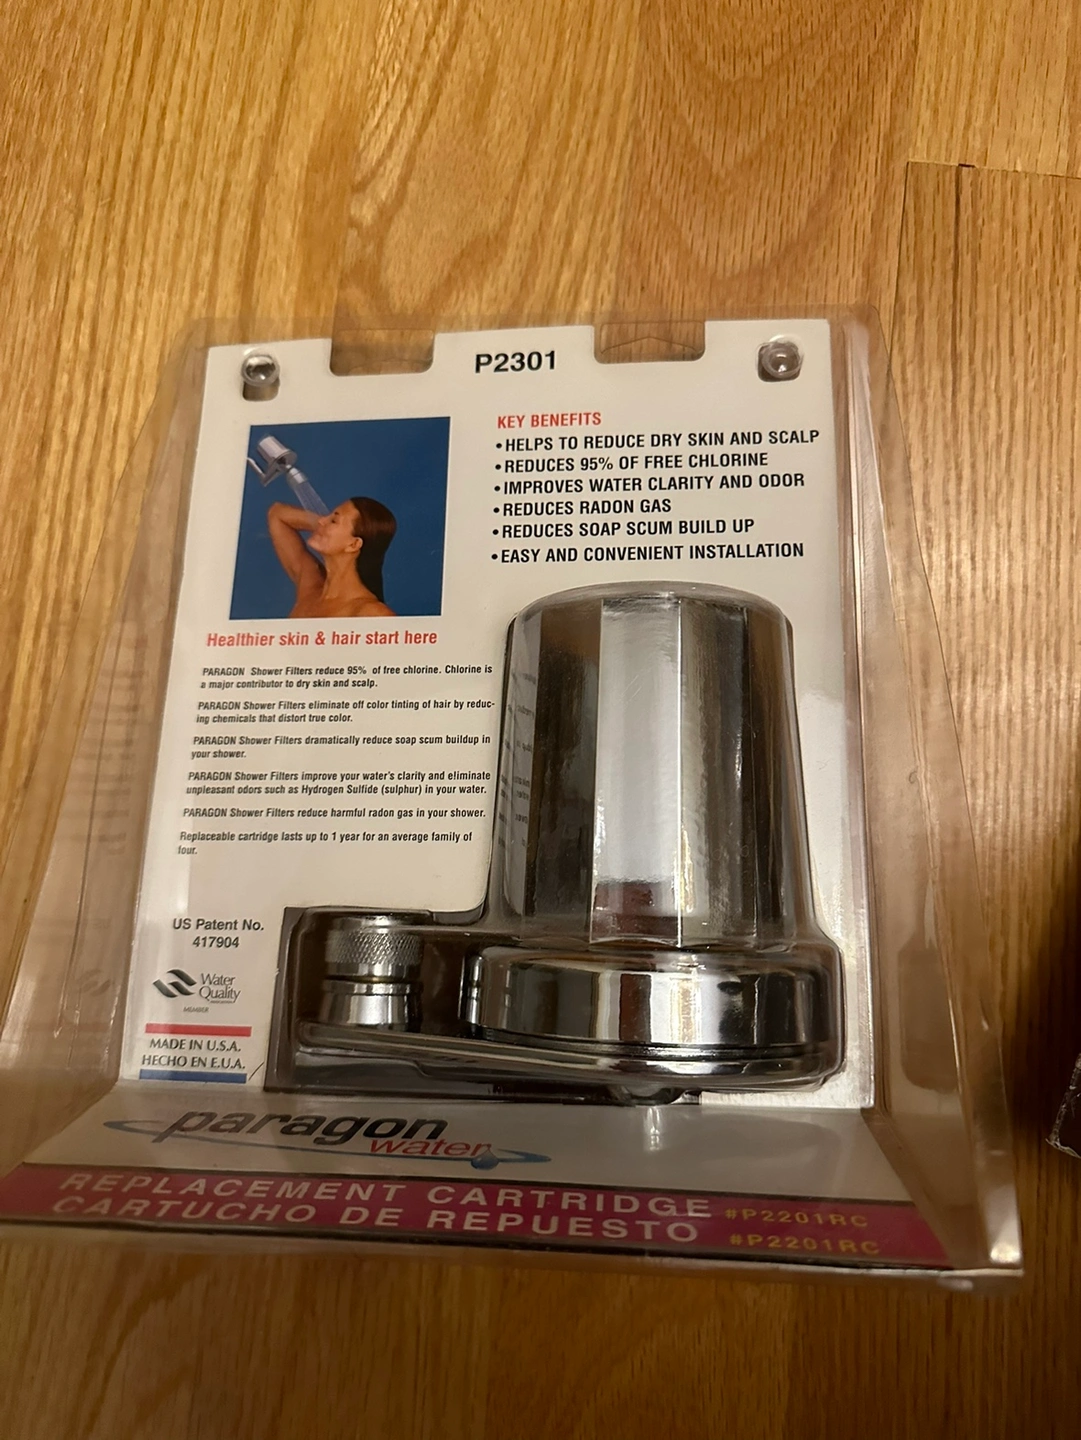 P2301
KEY BENEFITS
•HELPS TO REDUCE DRY SKIN AND SCALP
•REDUCES 95% OF FREE CHLORINE
•IMPROVES WATER CLARITY AND ODOR
•REDUCES RADON GAS
•REDUCES SOAP SCUM BUILD UP
•EASY AND CONVENIENT INSTALLATION
Healthier skin & hair start here
PARAGON Shower Filters reduce 95% of free chlorine. Chlorine is
a major contributor to dry skin and scalp.
PARAGON Shower Filters eliminate off color tinting of hair by reduc-
ing chemicals that distort true color.
PARAGON Shower Filters dramatically reduce soap scum buildup in
your shower.
PARAGON Shower Filters improve your water's clarity and eliminate
unpleasant odors such as Hydrogen Sulfide (sulphur) in your water.
PARAGON Shower Filters reduce harmful radon gas in your shower.
Replaceable cartridge lasts up to 1 year for an average family of
four.
US Patent No.
417904
Water
Quality
MEMBER
MADE IN U.S.A.
HECHO EN E.U.A.
paragon
water
REPLACEMENT CARTRIDGE #P2201RC
CARTUCHO DE REPUESTO #P2201RC